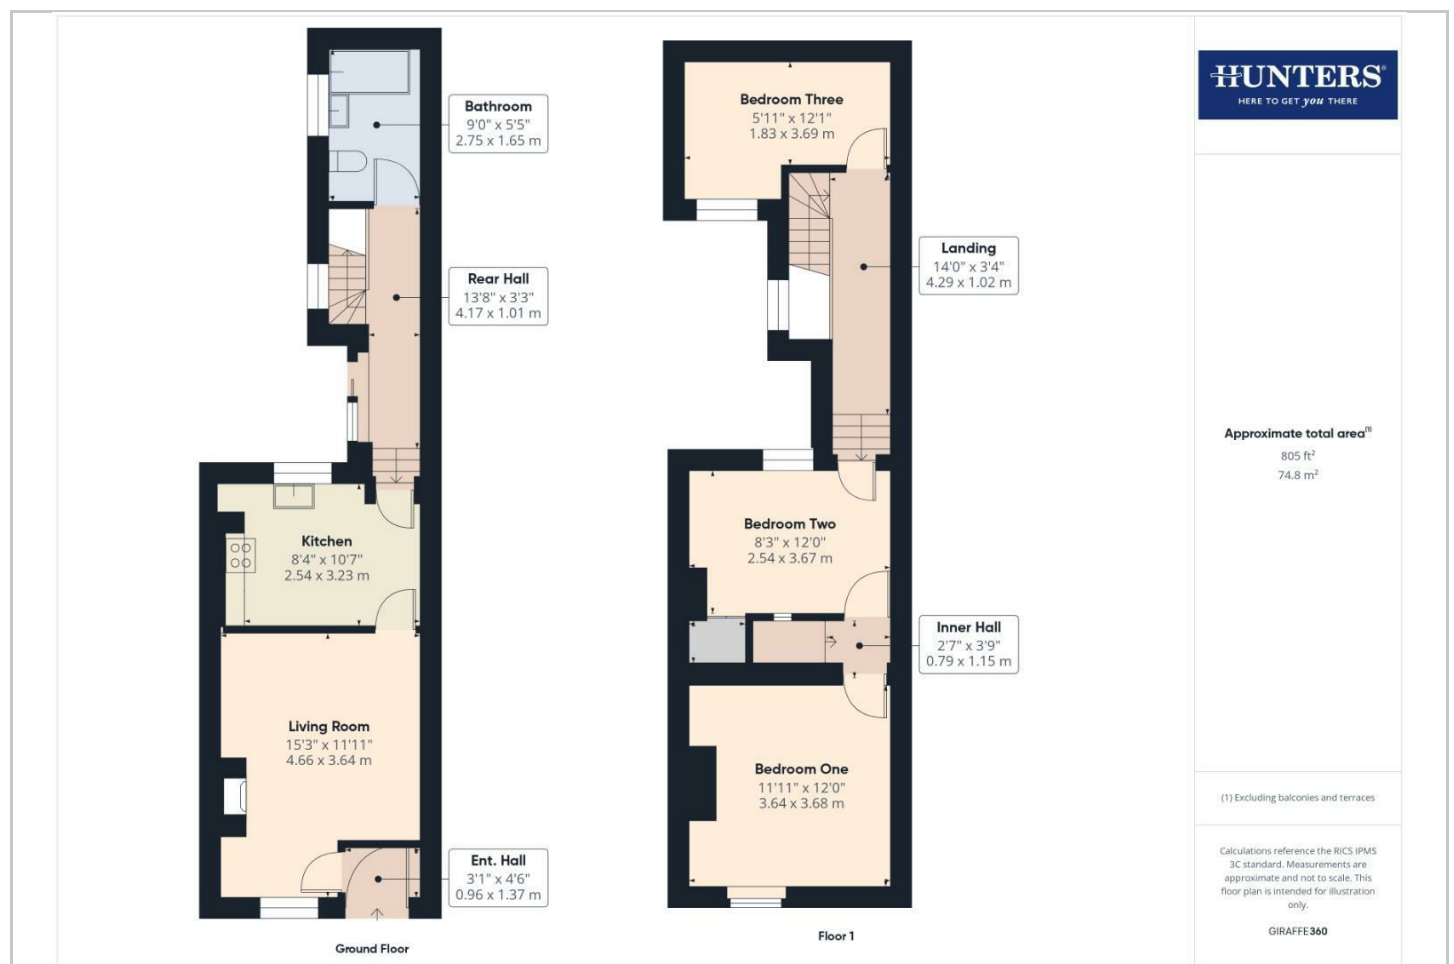 Bathroom
9'0" x 5'5"
2.75 x 1.65 m
Rear Hall
13'8" x 3'3"
4.17 x 1.01 m
Kitchen
8'4" x 10'7"
2.54 x 3.23 m
Living Room
15'3" x 11'11"
4.66 x 3.64 m
Ent. Hall
3'1" x 4'6"
0.96 x 1.37 m
Ground Floor
Bedroom Three
5'11" x 12'1"
1.83 x 3.69 m
Landing
14'0" x 3'4"
4.29 x 1.02 m
Bedroom Two
8'3" x 12'0"
2.54 x 3.67 m
Inner Hall
2'7" x 3'9"
0.79 x 1.15 m
Bedroom One
11'11" x 12'0"
3.64 x 3.68 m
Floor 1
HUNTERS®
HERE TO GET you THERE
Approximate total area⁽¹⁾
805 ft²
74.8 m²
(1) Excluding balconies and terraces
Calculations reference the RICS IPMS
3C standard. Measurements are
approximate and not to scale. This
floor plan is intended for illustration
only.
GIRAFFE360